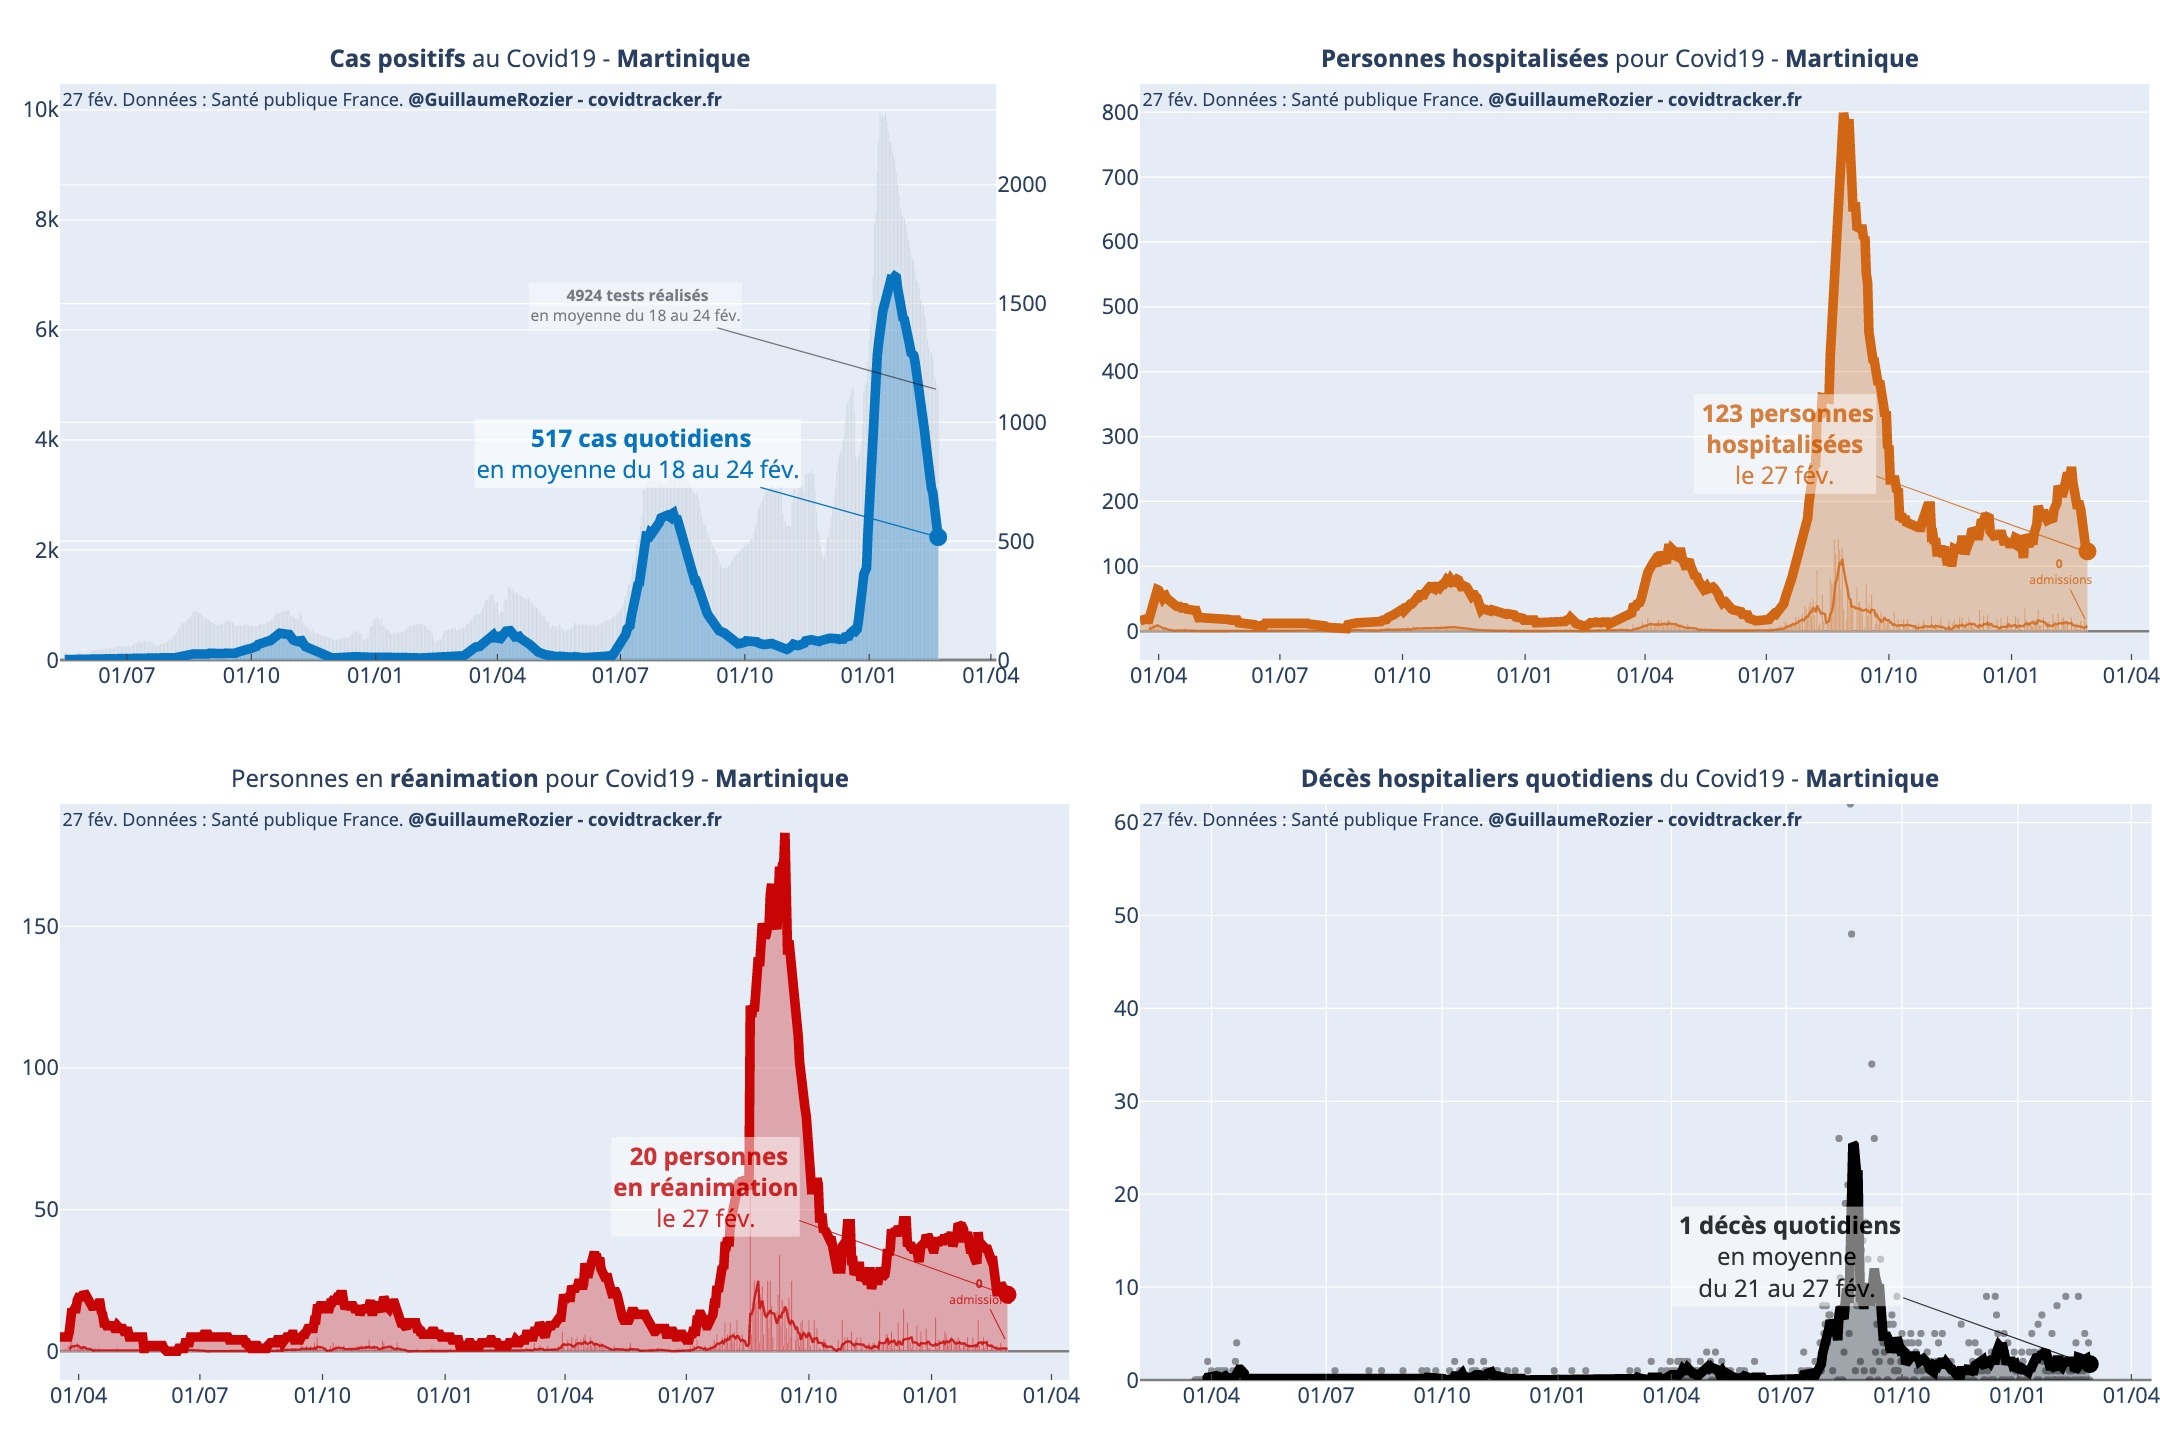 Cas positifs au Covid19 - Martinique
27 fév. Données : Santé publique France. @GuillaumeRozier - covidtracker.fr
10k
8k
6k
4k
2k
0
2000
1500
1000
500
0
4924 tests réalisés
en moyenne du 18 au 24 fév.
517 cas quotidiens
en moyenne du 18 au 24 fév.
01/07 01/10 01/01 01/04 01/07 01/10 01/01 01/04
Personnes hospitalisées pour Covid19 - Martinique
27 fév. Données : Santé publique France. @GuillaumeRozier - covidtracker.fr
800
700
600
500
400
300
200
100
0
123 personnes
hospitalisées
le 27 fév.
0
admissions
01/04 01/07 01/10 01/01 01/04 01/07 01/10 01/01 01/04
Personnes en réanimation pour Covid19 - Martinique
27 fév. Données : Santé publique France. @GuillaumeRozier - covidtracker.fr
150
100
50
0
20 personnes
en réanimation
le 27 fév.
0
admission
01/04 01/07 01/10 01/01 01/04 01/07 01/10 01/01 01/04
Décès hospitaliers quotidiens du Covid19 - Martinique
27 fév. Données : Santé publique France. @GuillaumeRozier - covidtracker.fr
60
50
40
30
20
10
0
1 décès quotidiens
en moyenne
du 21 au 27 fév.
01/04 01/07 01/10 01/01 01/04 01/07 01/10 01/01 01/04